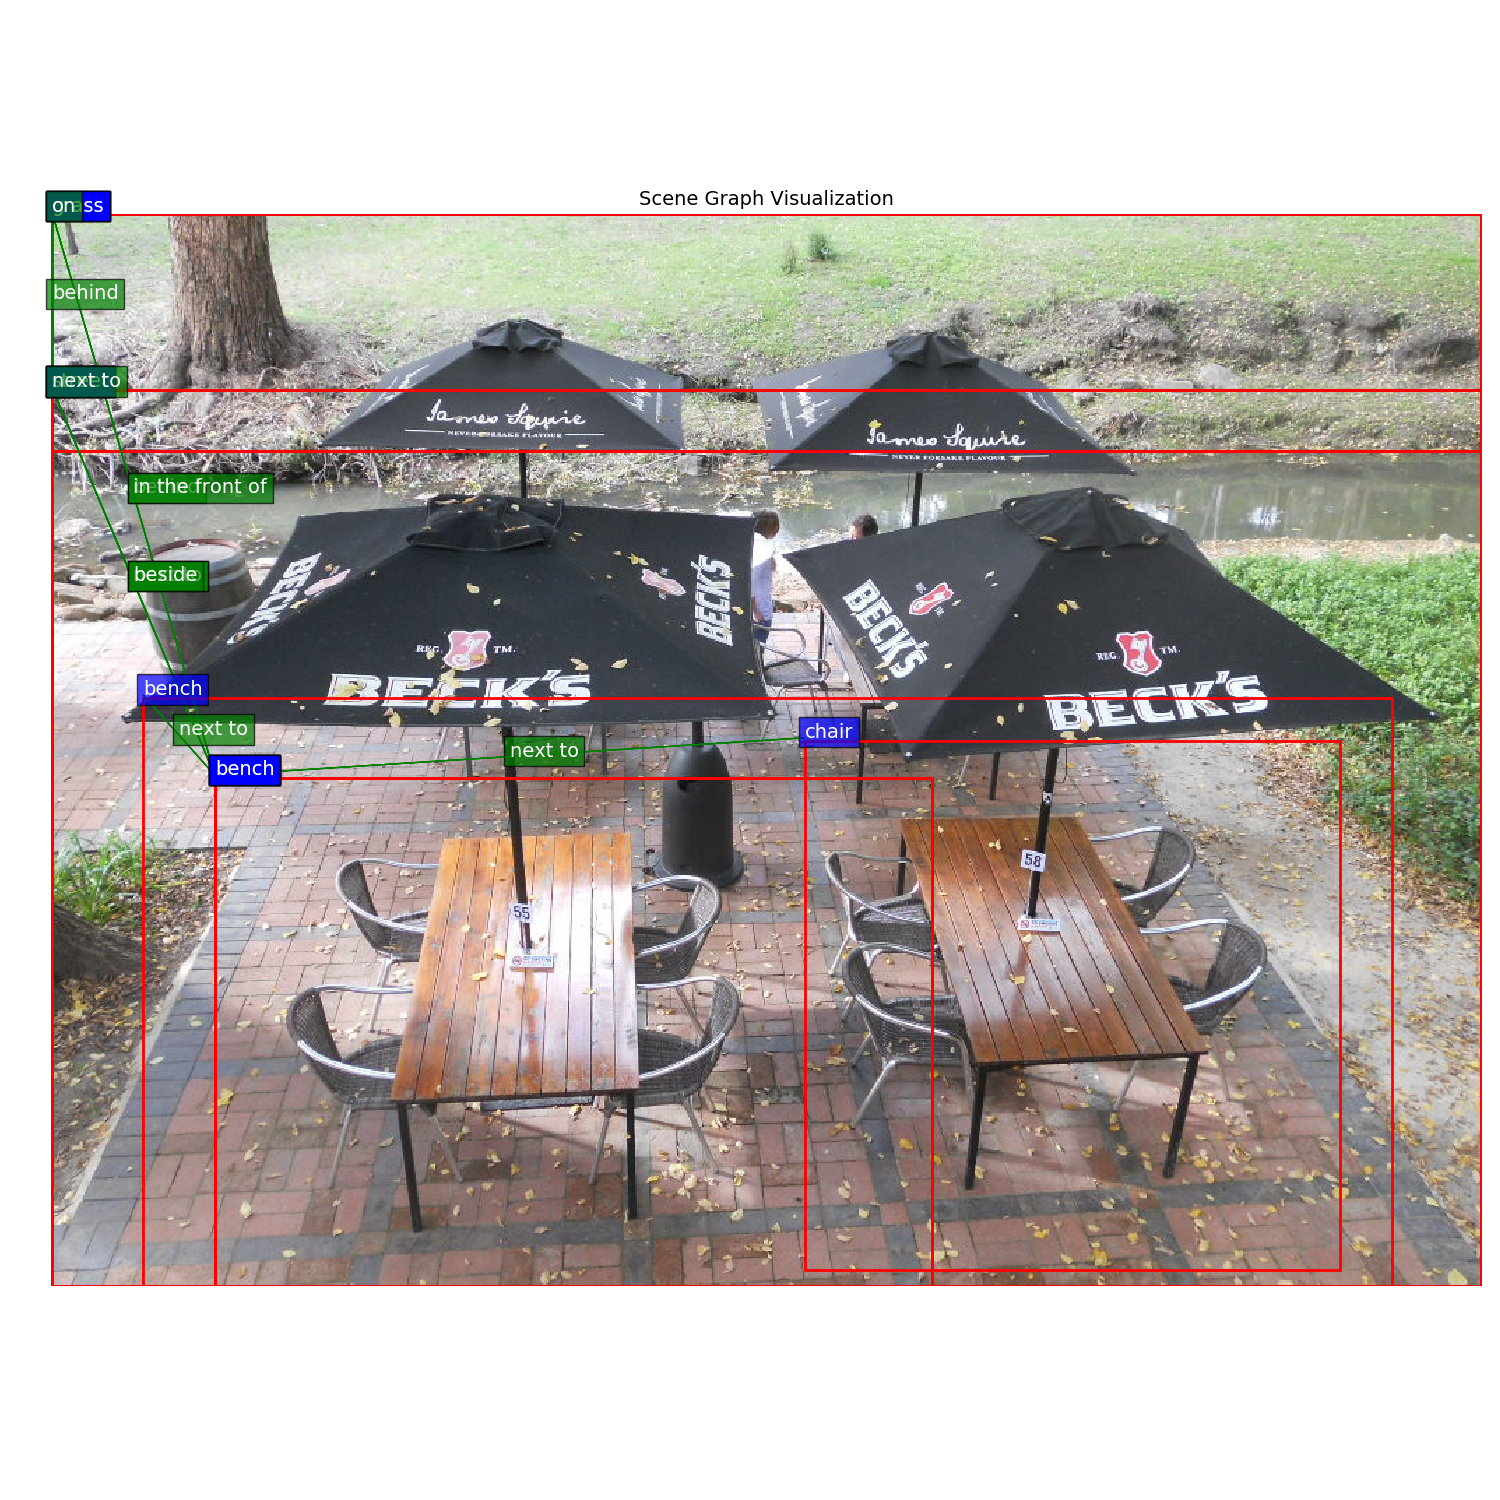 Scene Graph Visualization
on
ss
behind
next to
James Squire
NEVER FORSAKE FLAVOUR
James Squire
NEVER FORSAKE FLAVOUR
in the front of
beside
BECK'S
BECK'S
BECK'S
REG. TM.
REG. TM.
BECK'S
BECK'S
bench
next to
next to
chair
bench
58
55